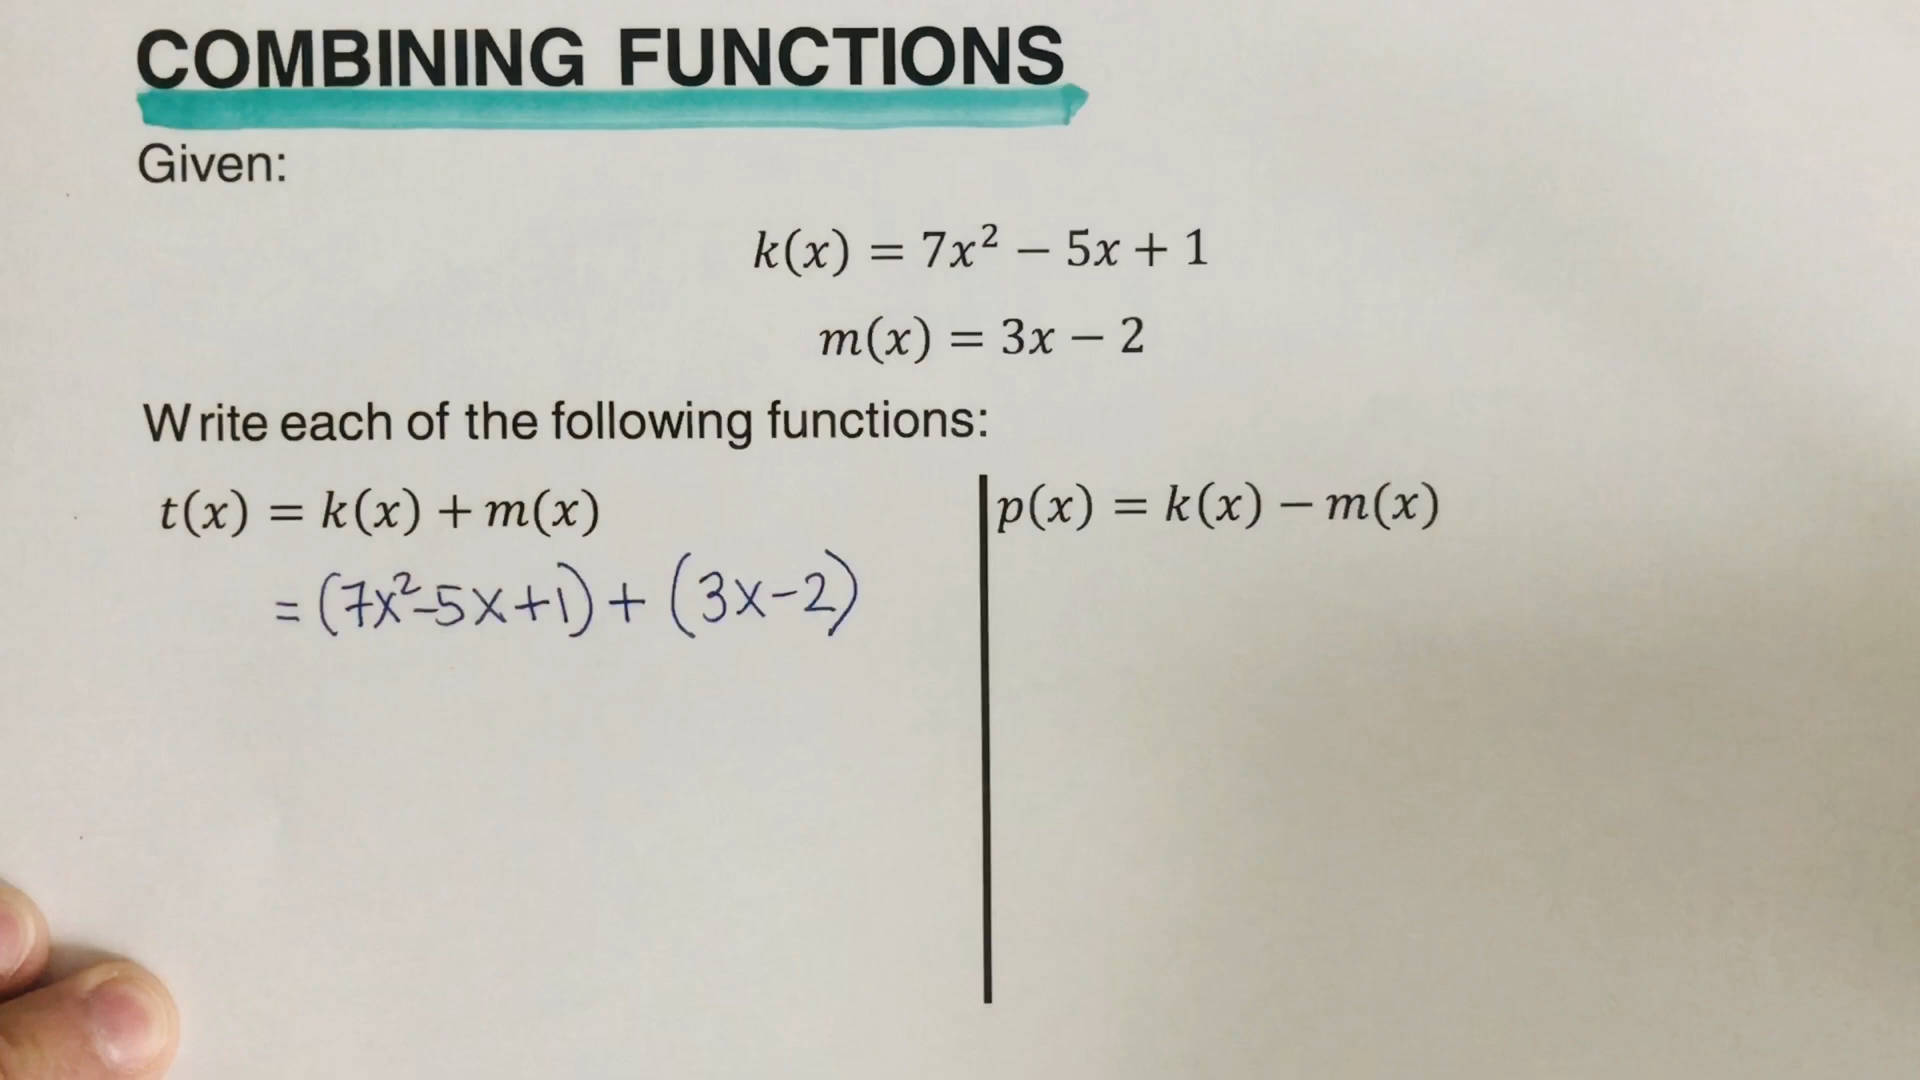 COMBINING FUNCTIONS
Given:
k(x) = 7x² − 5x + 1
m(x) = 3x − 2
Write each of the following functions:
t(x) = k(x) + m(x)
= (7x²-5x+1) + (3x-2)
p(x) = k(x) − m(x)